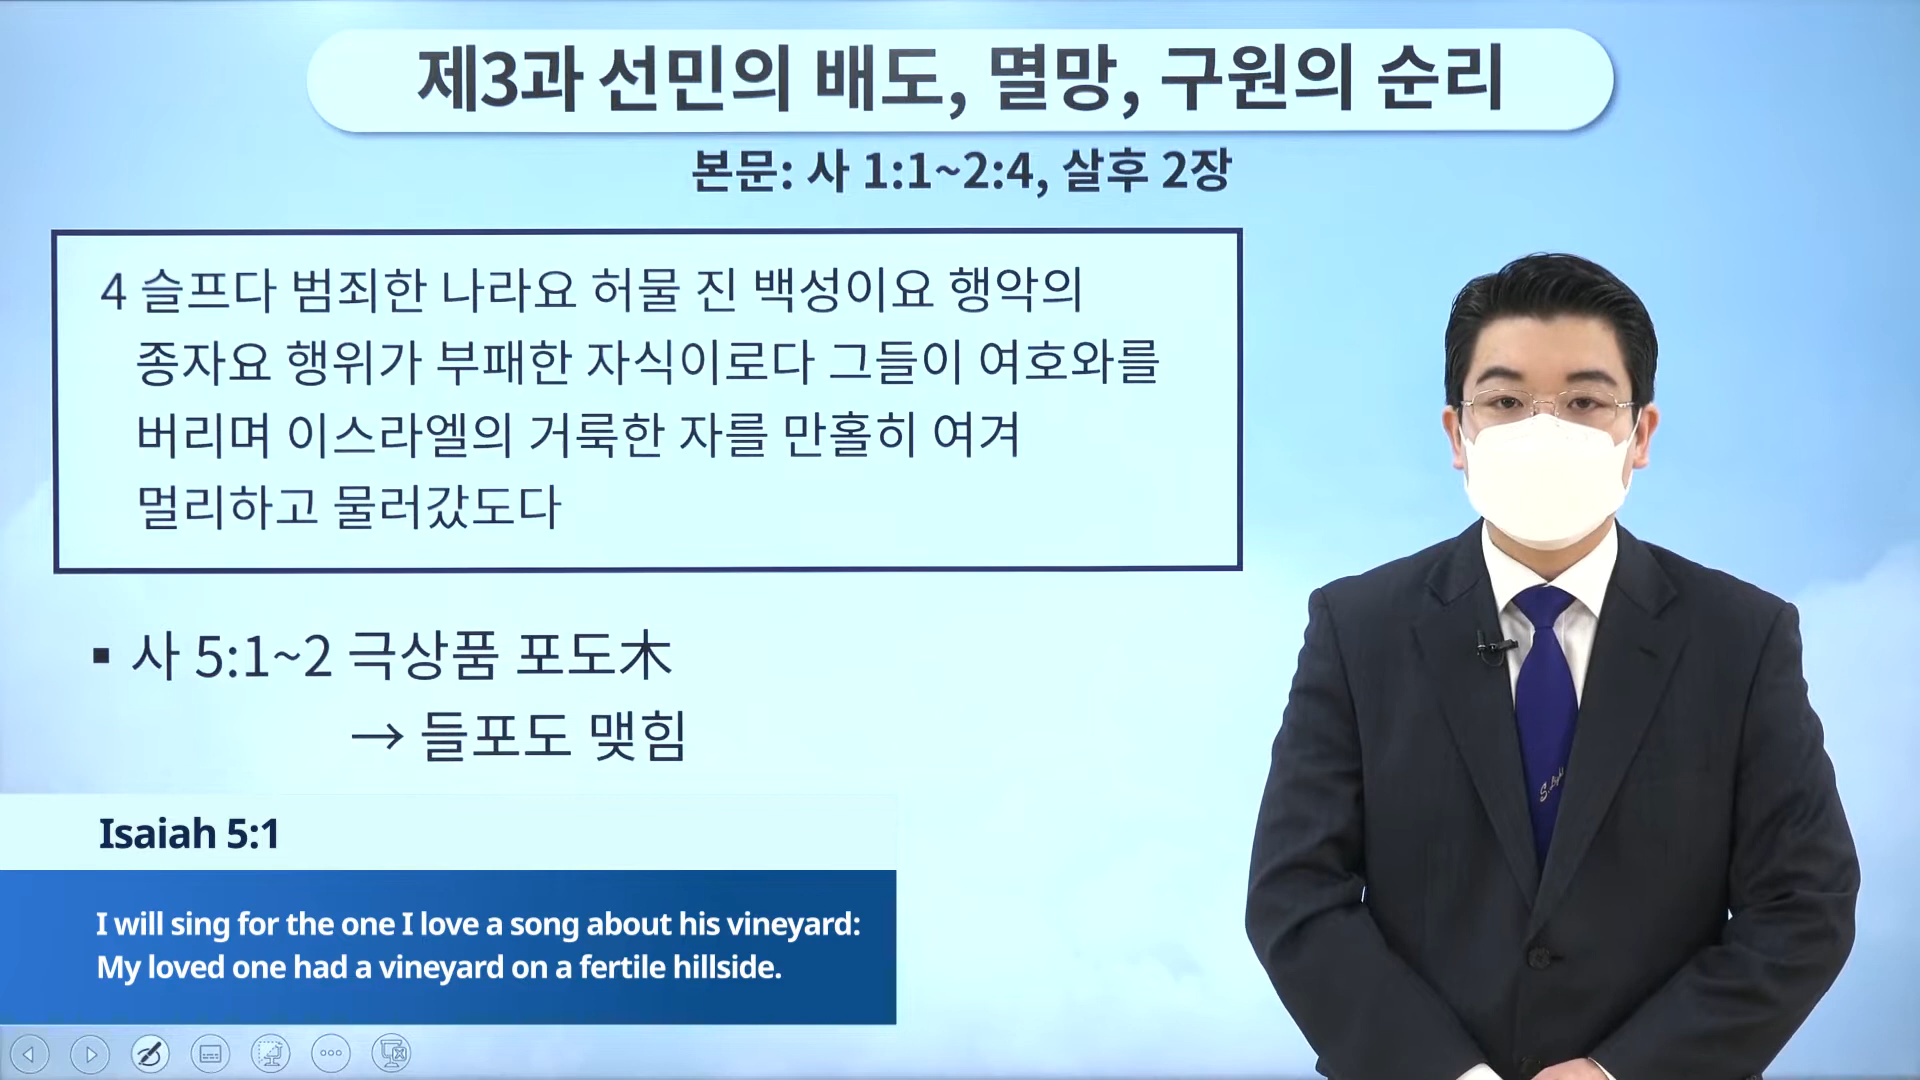 제3과 선민의 배도, 멸망, 구원의 순리
본문: 사 1:1~2:4, 살후 2장
4 슬프다 범죄한 나라요 허물 진 백성이요 행악의
종자요 행위가 부패한 자식이로다 그들이 여호와를
버리며 이스라엘의 거룩한 자를 만홀히 여겨
멀리하고 물러갔도다
▪ 사 5:1~2 극상품 포도木
→ 들포도 맺힘
Isaiah 5:1
I will sing for the one I love a song about his vineyard:
My loved one had a vineyard on a fertile hillside.